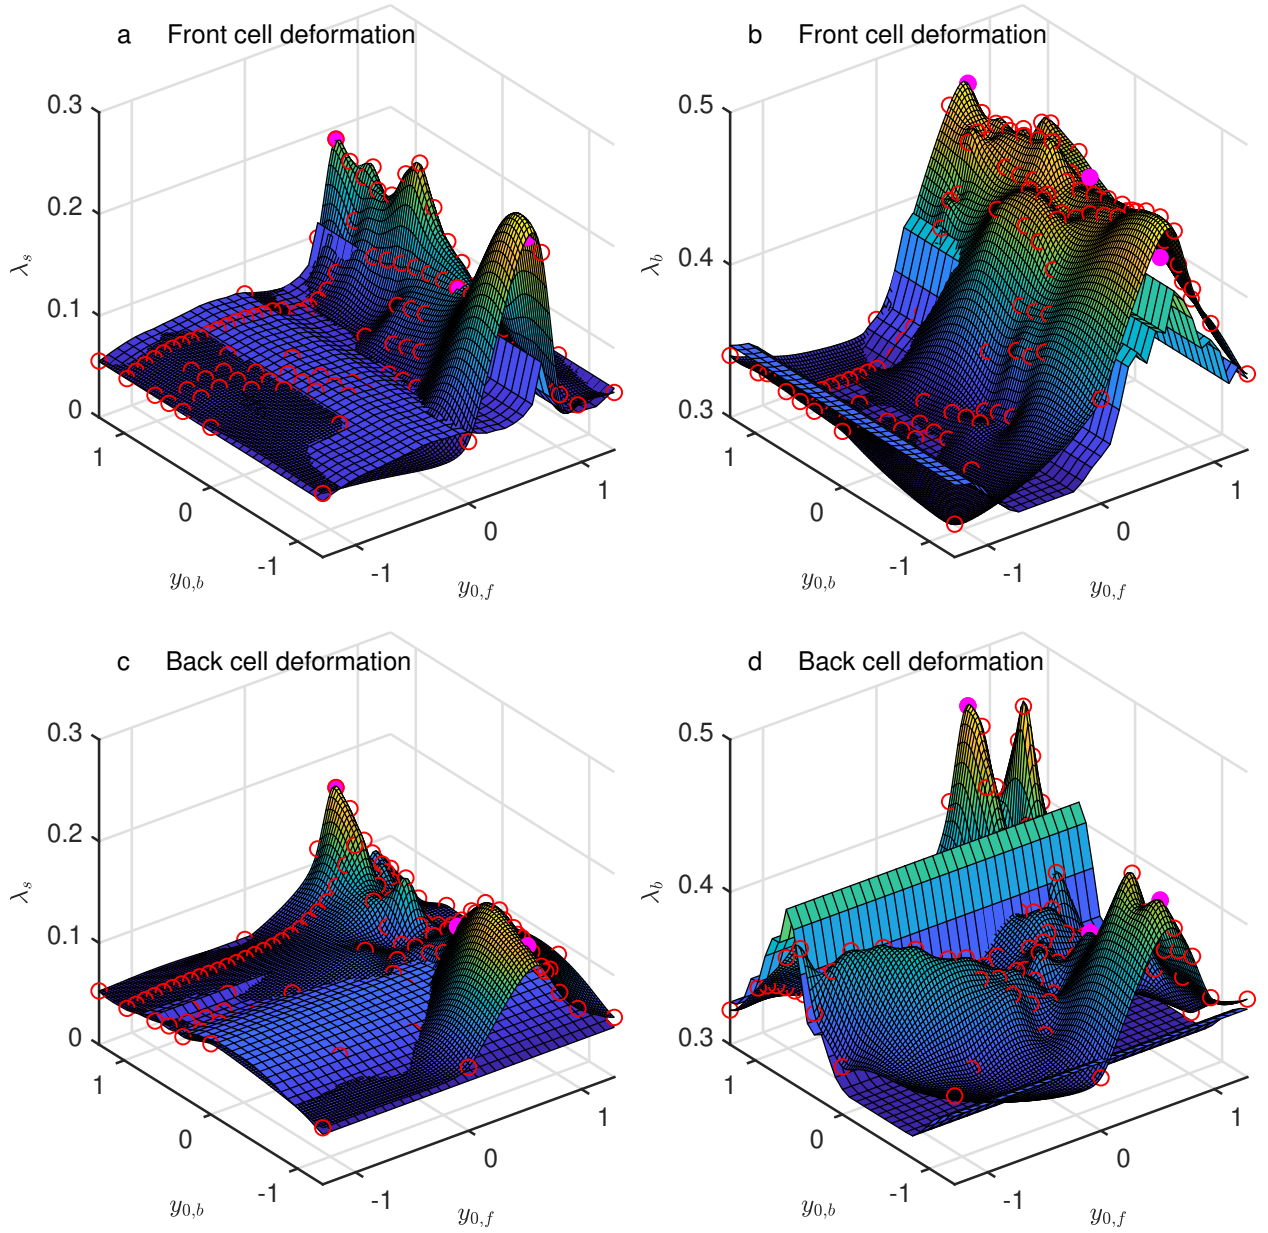 a Front cell deformation
0.3
0.2
0.1
0
λs
1
0
-1
y0,b
-1
0
1
y0,f
b Front cell deformation
0.5
0.4
0.3
λb
1
0
-1
y0,b
-1
0
1
y0,f
c Back cell deformation
0.3
0.2
0.1
0
λs
1
0
-1
y0,b
-1
0
1
y0,f
d Back cell deformation
0.5
0.4
0.3
λb
1
0
-1
y0,b
-1
0
1
y0,f